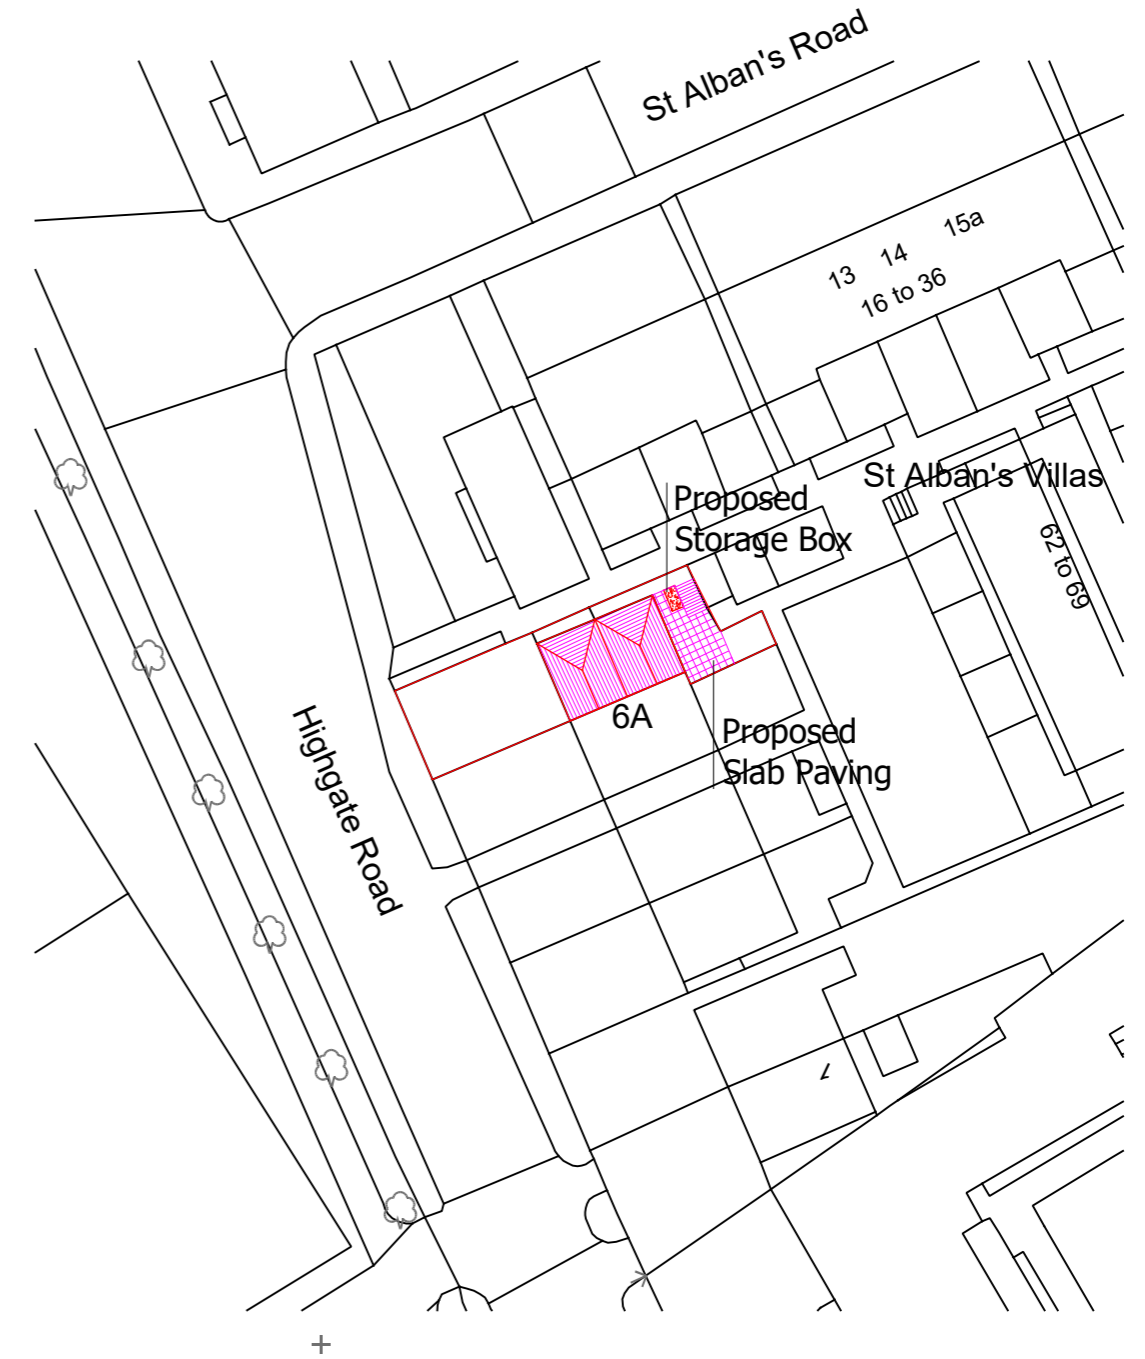 St Alban's Road
13
14
15a
16 to 36
St Alban's Villas
Proposed
Storage Box
62 to 69
6A
Proposed
Slab Paving
Highgate Road